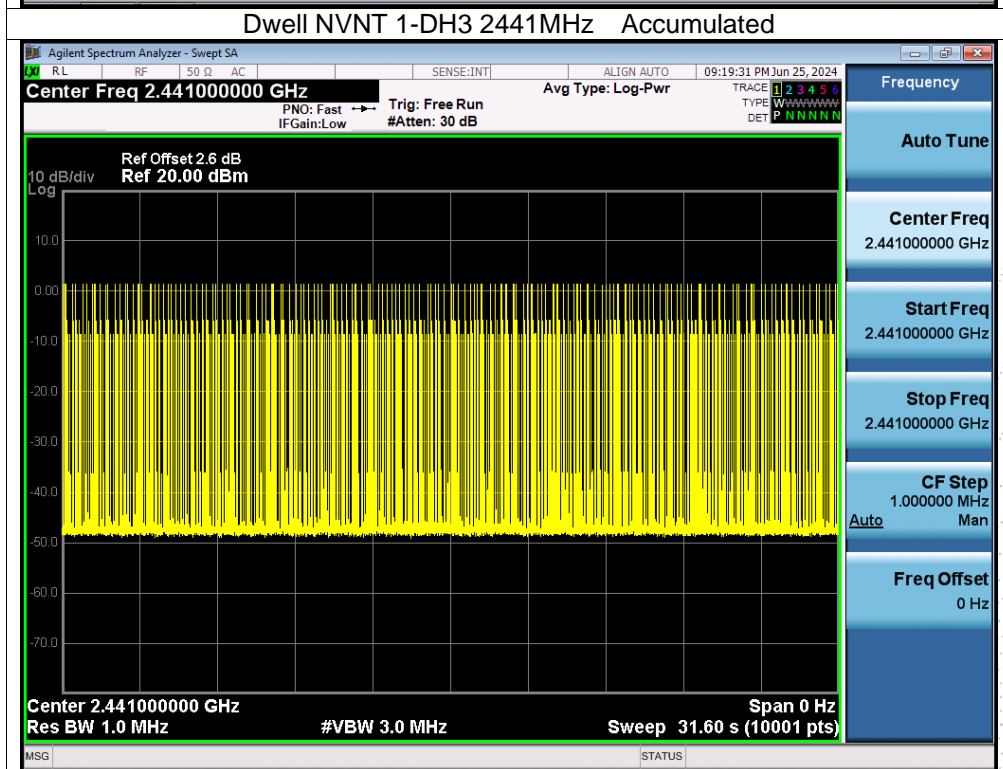 Dwell NVNT 1-DH3 2441MHz Accumulated
Agilent Spectrum Analyzer - Swept SA
LXI RL RF 50 Ω AC SENSE:INT ALIGN AUTO 09:19:31 PM Jun 25, 2024
Center Freq 2.441000000 GHz
PNO: Fast
IFGain:Low
Trig: Free Run
#Atten: 30 dB
Avg Type: Log-Pwr
TRACE 1 2 3 4 5 6
TYPE WWWWWW
DET P N N N N N
Ref Offset 2.6 dB
10 dB/div Ref 20.00 dBm
Log
10.0
0.00
-10.0
-20.0
-30.0
-40.0
-50.0
-60.0
-70.0
Center 2.441000000 GHz Span 0 Hz
Res BW 1.0 MHz #VBW 3.0 MHz Sweep 31.60 s (10001 pts)
MSG STATUS
Frequency
Auto Tune
Center Freq
2.441000000 GHz
Start Freq
2.441000000 GHz
Stop Freq
2.441000000 GHz
CF Step
1.000000 MHz
Auto Man
Freq Offset
0 Hz